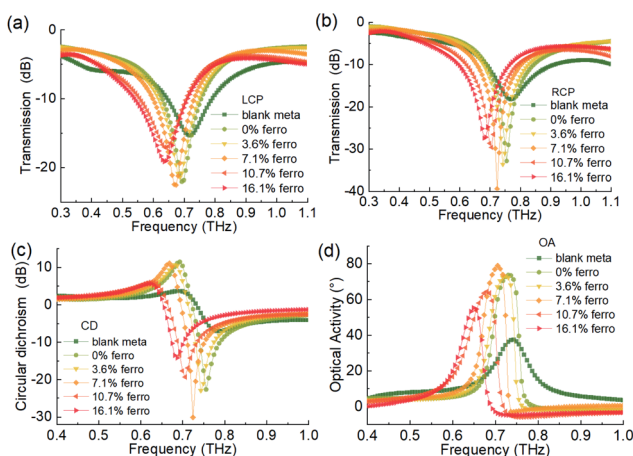 (a)
0
-5
-10
-15
-20
Transmission (dB)
LCP
blank meta
0% ferro
3.6% ferro
7.1% ferro
10.7% ferro
16.1% ferro
0.3 0.4 0.5 0.6 0.7 0.8 0.9 1.0 1.1
Frequency (THz)
(b)
0
-10
-20
-30
-40
Transmission (dB)
RCP
blank meta
0% ferro
3.6% ferro
7.1% ferro
10.7% ferro
16.1% ferro
0.3 0.4 0.5 0.6 0.7 0.8 0.9 1.0 1.1
Frequency (THz)
(c)
10
0
-10
-20
-30
Circular dichroism (dB)
CD
blank meta
0% ferro
3.6% ferro
7.1% ferro
10.7% ferro
16.1% ferro
0.4 0.5 0.6 0.7 0.8 0.9 1.0
Frequency (THz)
(d)
80
60
40
20
0
Optical Activity (°)
OA
blank meta
0% ferro
3.6% ferro
7.1% ferro
10.7% ferro
16.1% ferro
0.4 0.5 0.6 0.7 0.8 0.9 1.0
Frequency (THz)